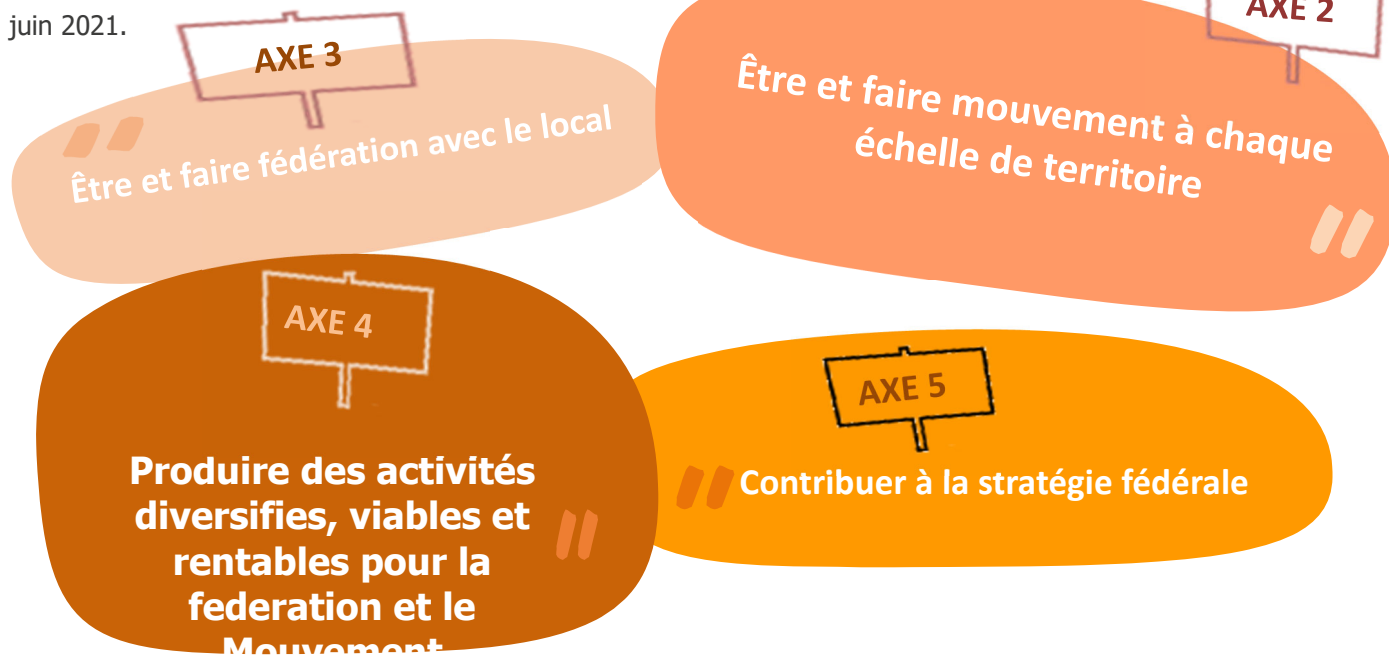 juin 2021.
AXE 2
Être et faire mouvement à chaque
échelle de territoire
AXE 3
Être et faire fédération avec le local
AXE 4
Produire des activités
diversifies, viables et
rentables pour la
federation et le
Mouvement
AXE 5
Contribuer à la stratégie fédérale